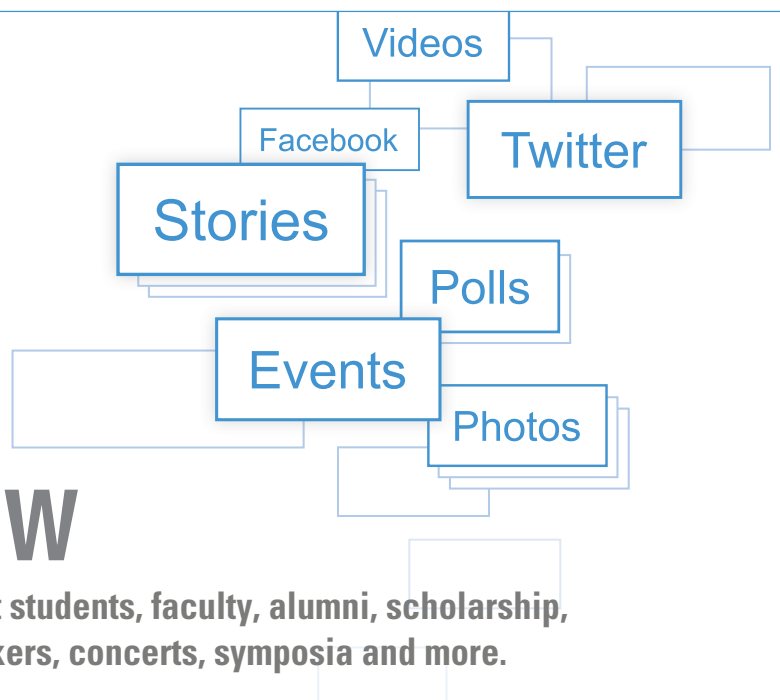 Videos
Facebook
Twitter
Stories
Polls
Events
Photos
W
students, faculty, alumni, scholarship,
kers, concerts, symposia and more.